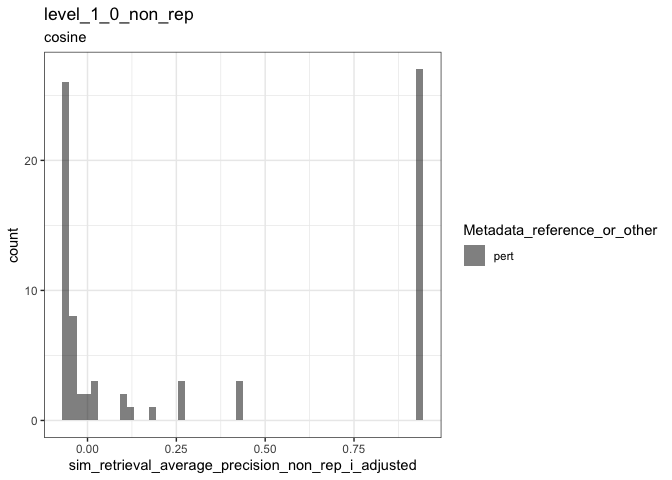 level_1_0_non_rep
cosine
20
10
0
count
0.00 0.25 0.50 0.75
sim_retrieval_average_precision_non_rep_i_adjusted
Metadata_reference_or_other
pert